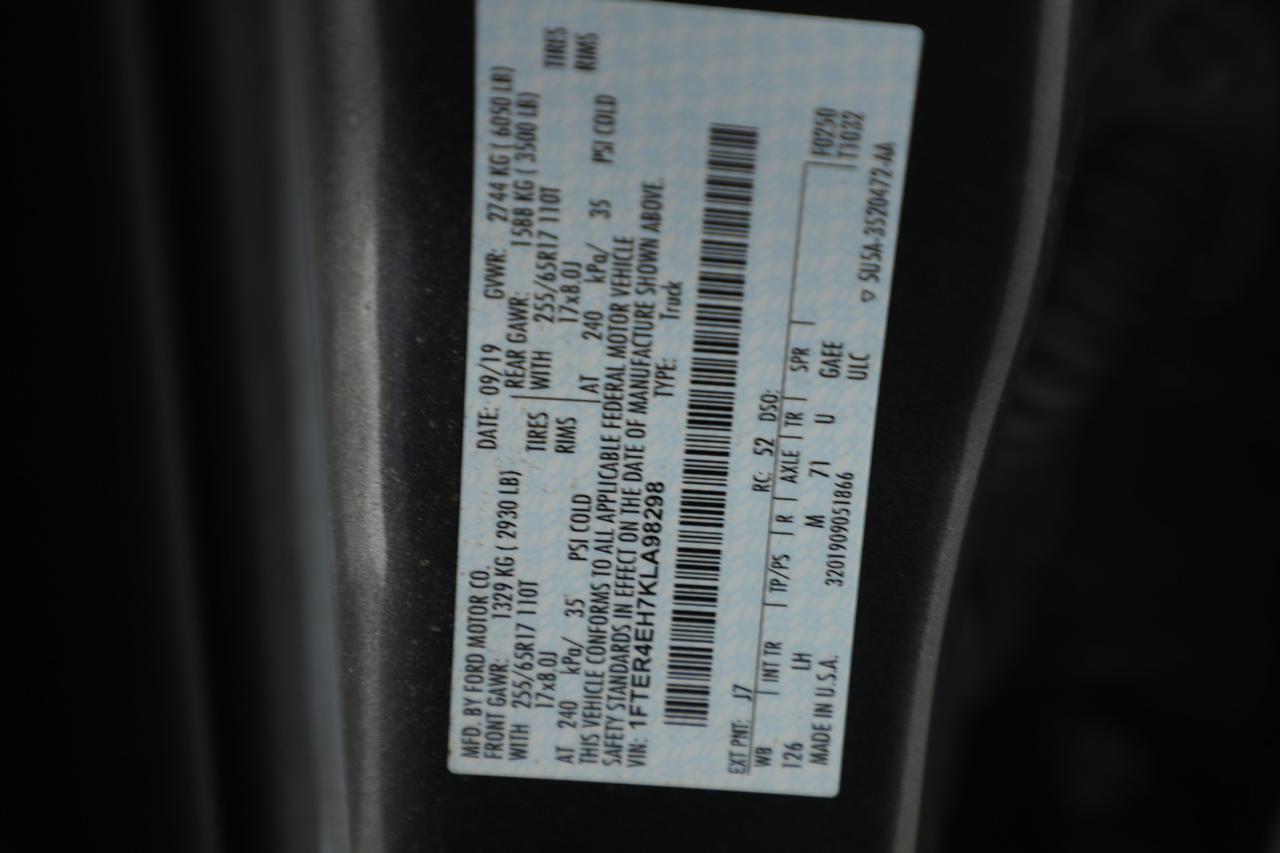 MFD. BY FORD MOTOR CO. DATE: 09/19 GVWR: 2744 KG ( 6050 LB)
FRONT GAWR: 1329 KG ( 2930 LB) REAR GAWR: 1588 KG ( 3500 LB)
WITH 255/65R17 110T TIRES WITH 255/65R17 110T TIRES
17x8.0J RIMS 17x8.0J RIMS
AT 240 kPa/ 35 PSI COLD AT 240 kPa/ 35 PSI COLD
THIS VEHICLE CONFORMS TO ALL APPLICABLE FEDERAL MOTOR VEHICLE
SAFETY STANDARDS IN EFFECT ON THE DATE OF MANUFACTURE SHOWN ABOVE.
VIN: 1FTER4EH7KLA98298 TYPE: Truck
EXT PNT: J7 RC: 52 DSO:
WB INT TR TP/PS R AXLE TR SPR F0250
126 LH M 71 U GAEE T1032
MADE IN U.S.A. 3201909051866 ULC
▽ 5U5A-3520472-AA